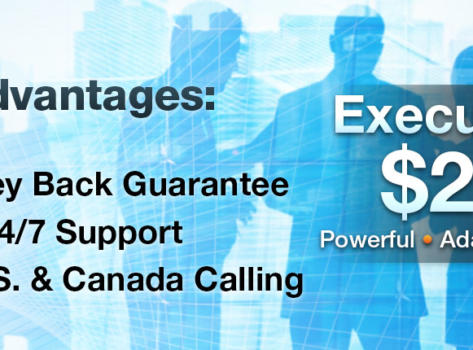 dvantages:
ey Back Guarantee
4/7 Support
S. & Canada Calling
Execu
$2
Powerful • Ada